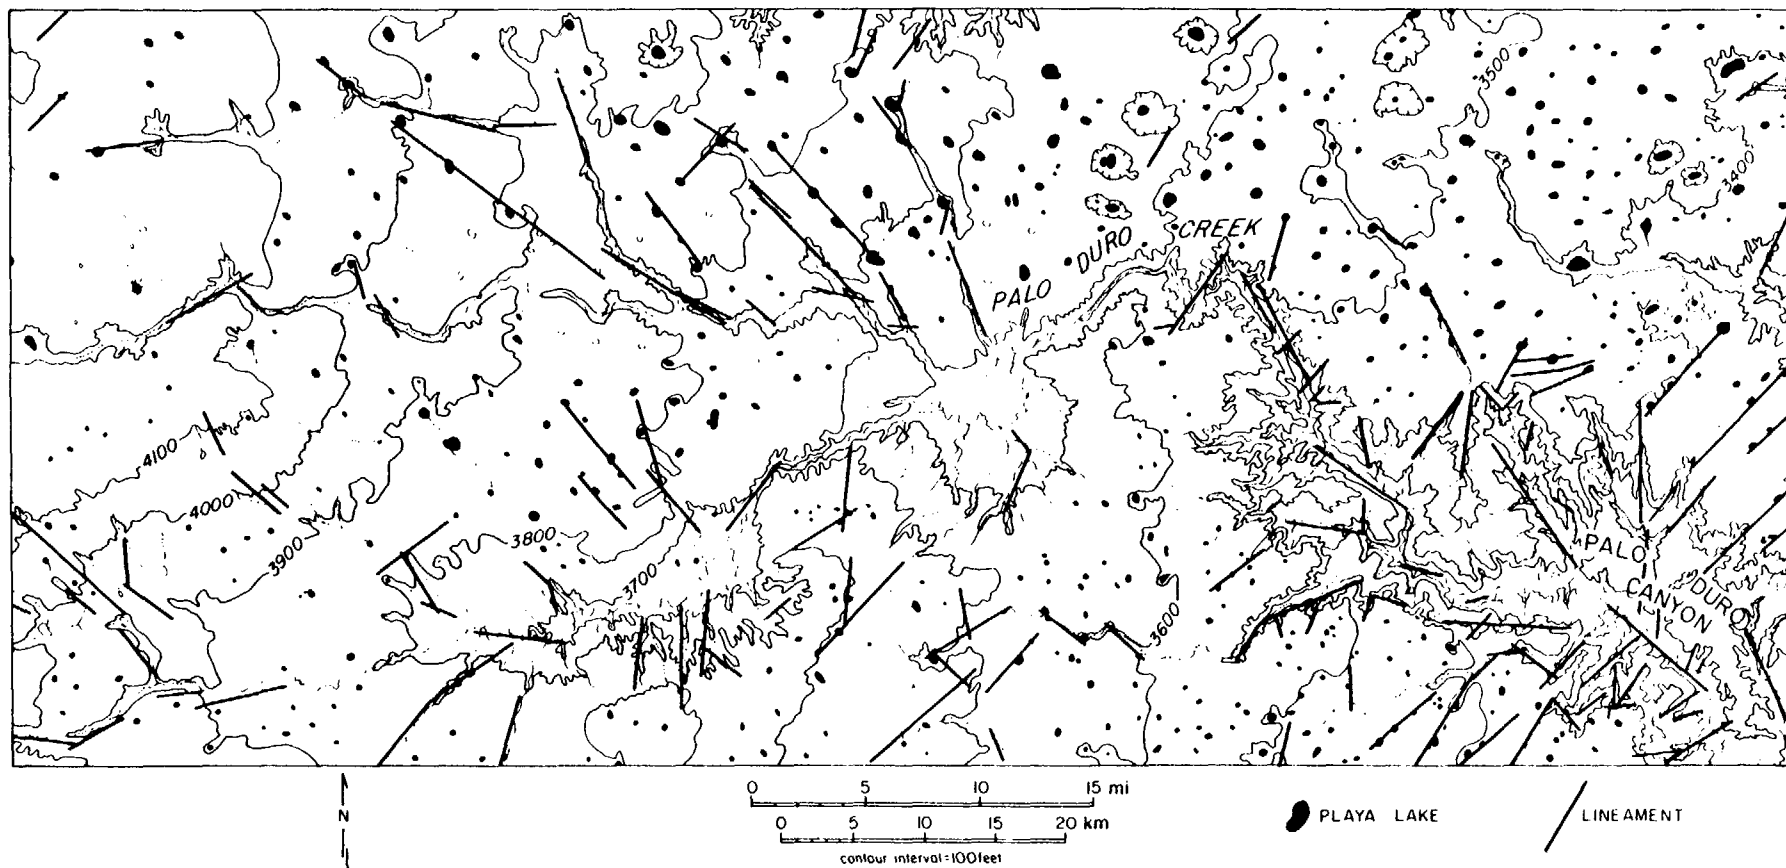 3500
3400
PALO DURO CREEK
4100
4000
3900
3800
3700
3600
PALO DURO
CANYON
N
0 5 10 15 mi
0 5 10 15 20 km
contour interval=100feet
PLAYA LAKE
LINEAMENT